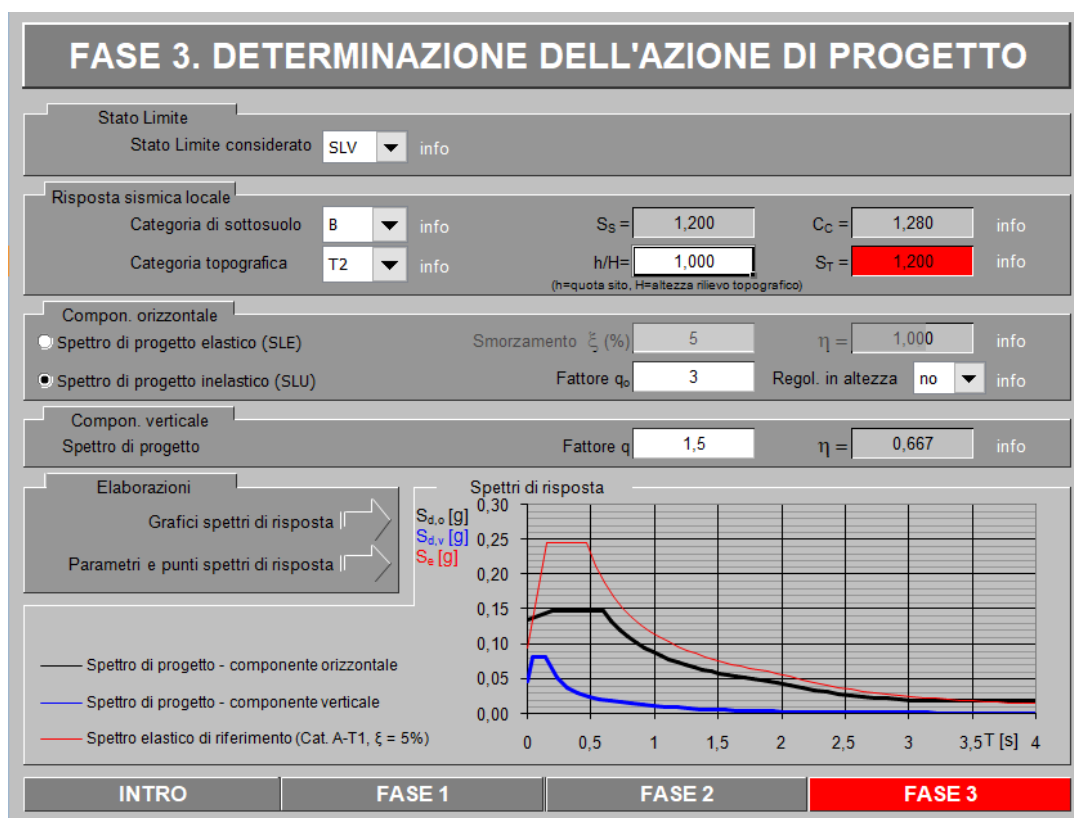 FASE 3. DETERMINAZIONE DELL'AZIONE DI PROGETTO
Stato Limite
Stato Limite considerato SLV info
Risposta sismica locale
Categoria di sottosuolo B info SS = 1,200 CC = 1,280 info
Categoria topografica T2 info h/H= 1,000 ST = 1,200 info
(h=quota sito, H=altezza rilievo topografico)
Compon. orizzontale
Spettro di progetto elastico (SLE) Smorzamento ξ (%) 5 η = 1,000 info
Spettro di progetto inelastico (SLU) Fattore qo 3 Regol. in altezza no info
Compon. verticale
Spettro di progetto Fattore q 1,5 η = 0,667 info
Elaborazioni
Grafici spettri di risposta
Parametri e punti spettri di risposta
Spettri di risposta
Sd,o [g]
Sd,v [g]
Se [g]
0,30
0,25
0,20
0,15
0,10
0,05
0,00
0 0,5 1 1,5 2 2,5 3 3,5 T [s] 4
Spettro di progetto - componente orizzontale
Spettro di progetto - componente verticale
Spettro elastico di riferimento (Cat. A-T1, ξ = 5%)
INTRO FASE 1 FASE 2 FASE 3